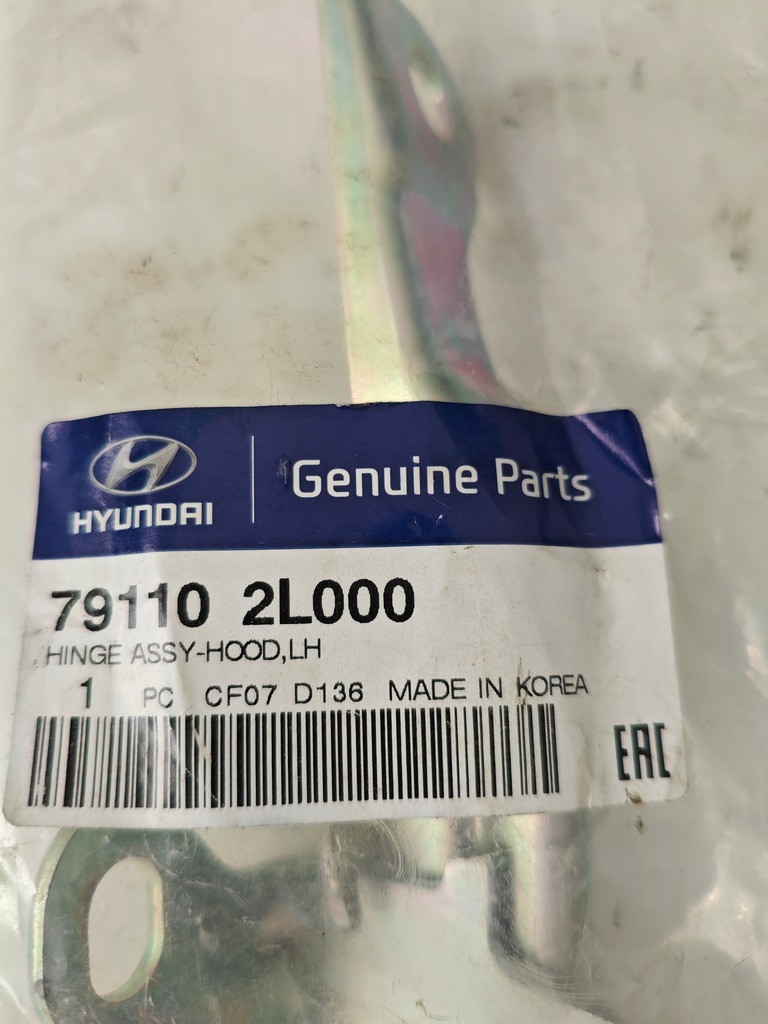 HYUNDAI
Genuine Parts
79110 2L000
HINGE ASSY-HOOD,LH
1 PC CF07 D136 MADE IN KOREA
EAC